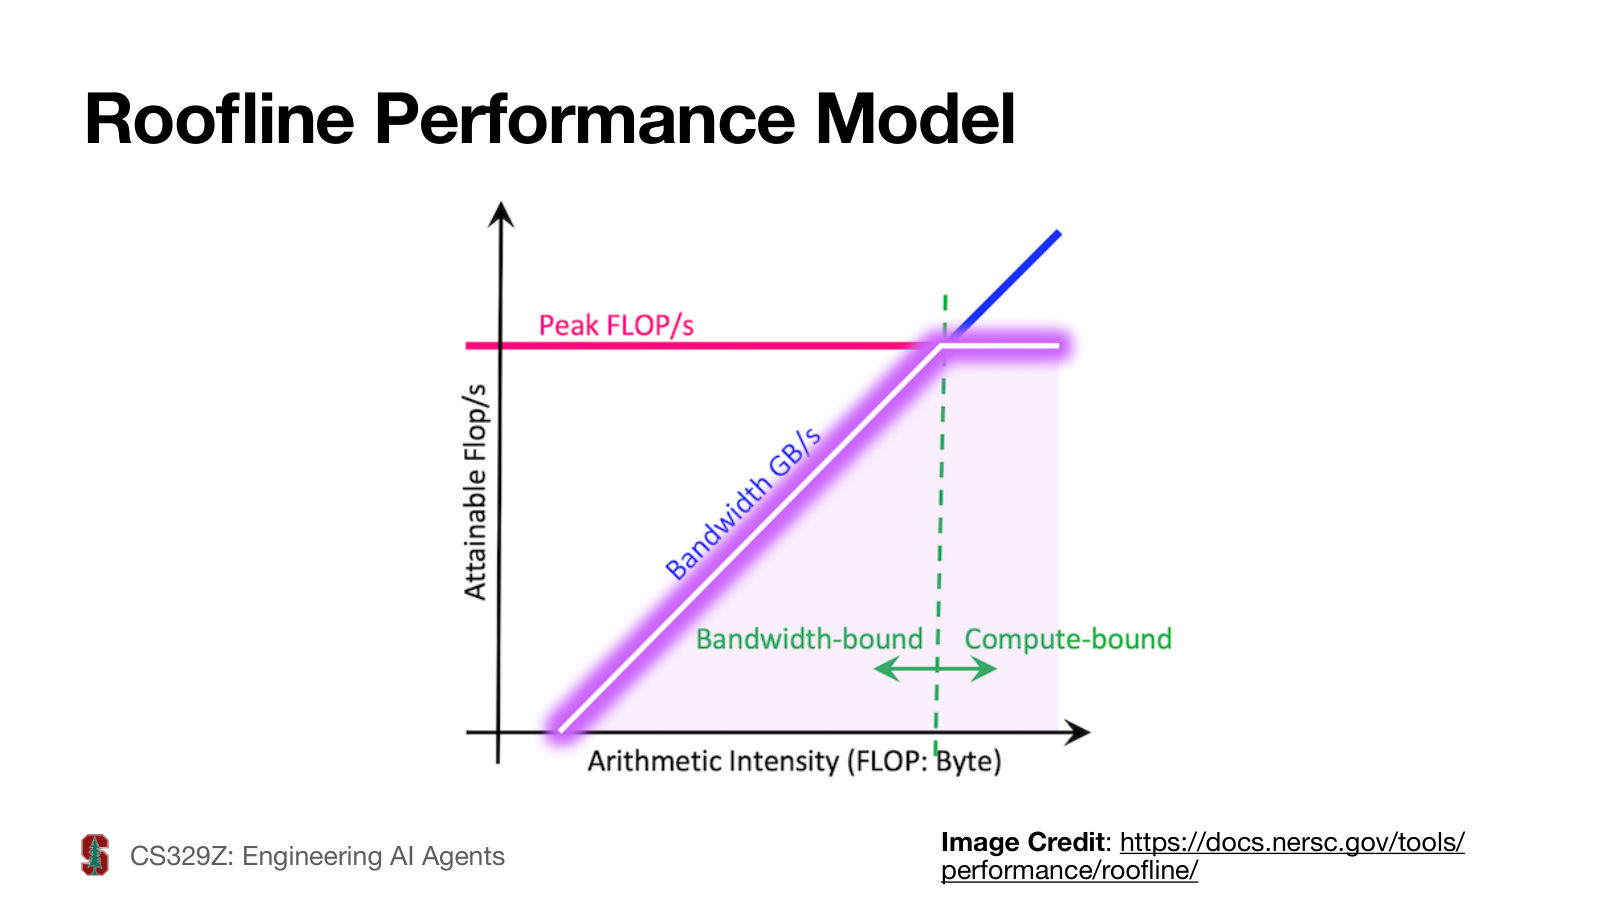 Roofline Performance Model
Peak FLOP/s
Attainable Flop/s
Bandwidth GB/s
Bandwidth-bound
Compute-bound
Arithmetic Intensity (FLOP: Byte)
CS329Z: Engineering AI Agents
Image Credit: https://docs.nersc.gov/tools/
performance/roofline/